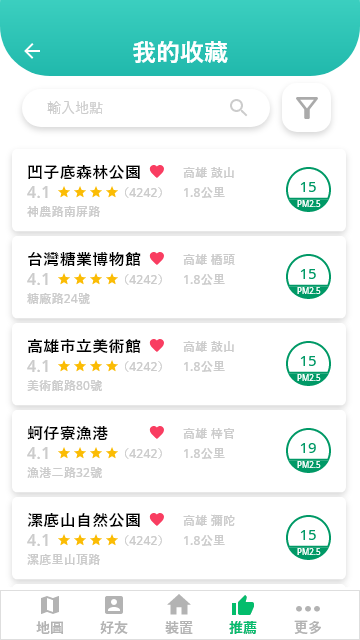 我的收藏
輸入地點
凹子底森林公園 高雄 鼓山
4.1 (4242) 1.8公里
神農路南屏路
15
PM2.5
台灣糖業博物館 高雄 橋頭
4.1 (4242) 1.8公里
糖廠路24號
15
PM2.5
高雄市立美術館 高雄 鼓山
4.1 (4242) 1.8公里
美術館路80號
15
PM2.5
蚵仔寮漁港 高雄 梓官
4.1 (4242) 1.8公里
漁港二路32號
19
PM2.5
漯底山自然公園 高雄 彌陀
4.1 (4242) 1.8公里
漯底里山頂路
15
PM2.5
地圖 好友 裝置 推薦 更多